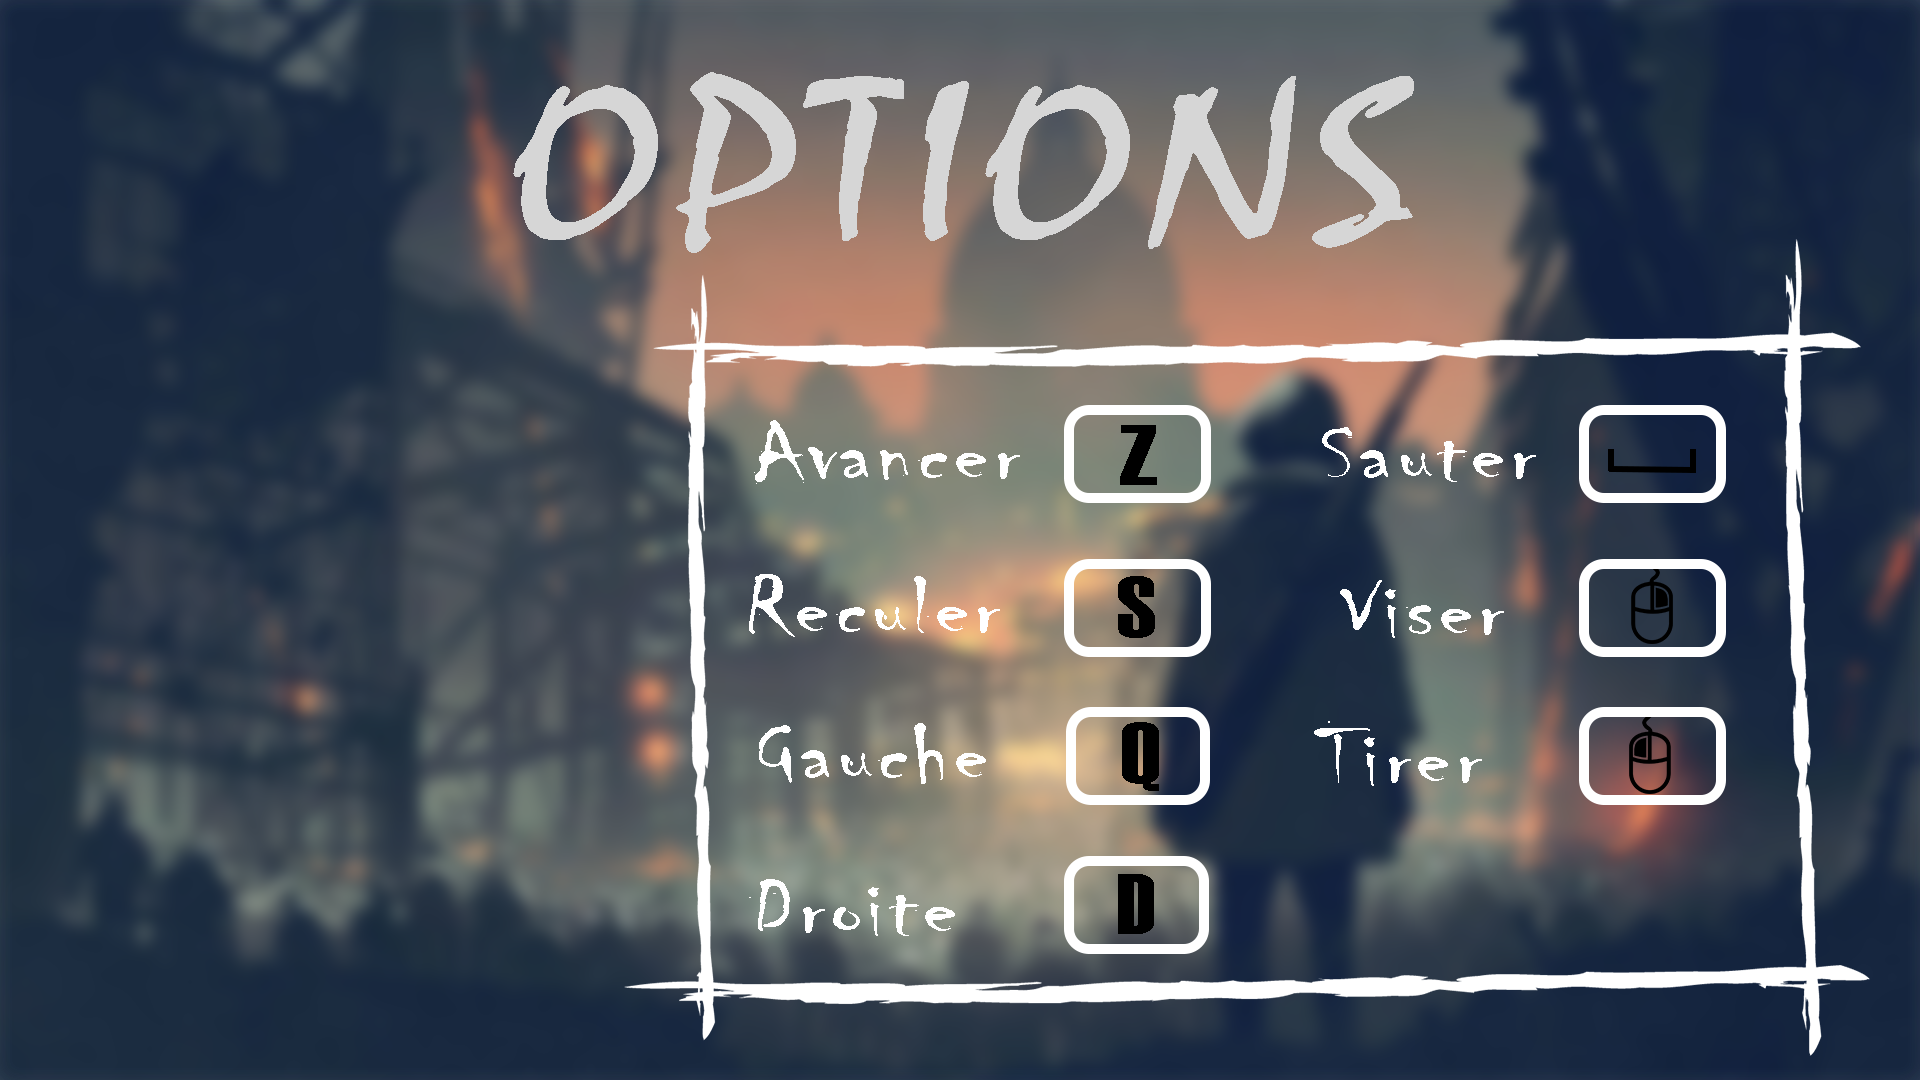 OPTIONS
Avancer Z Sauter
Reculer S Viser
Gauche Q Tirer
Droite D